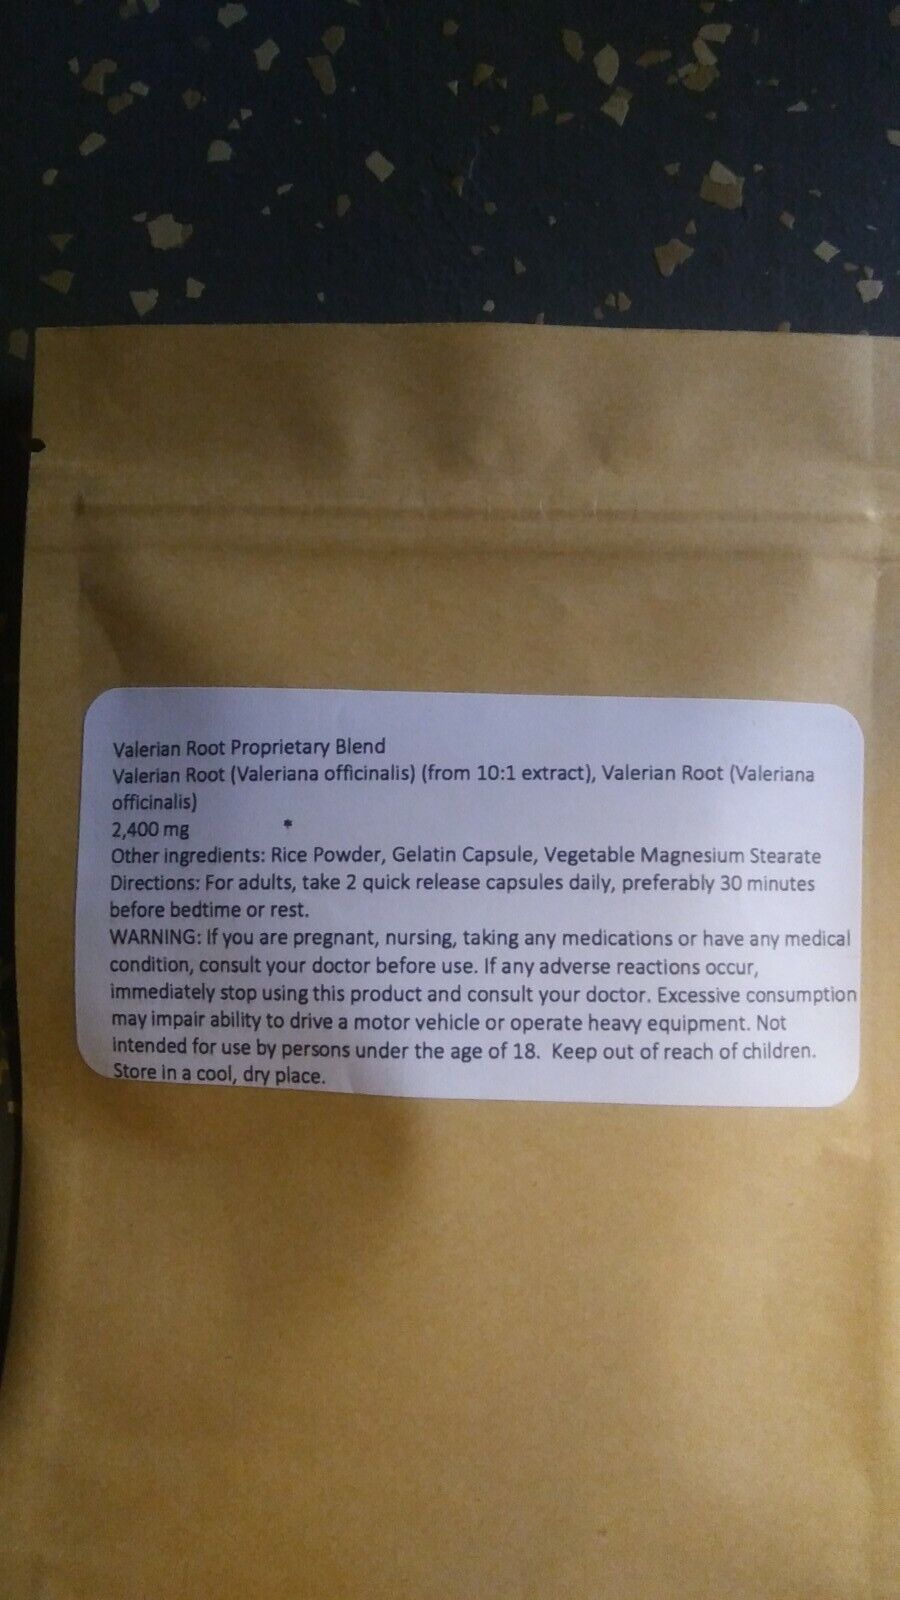 Valerian Root Proprietary Blend
Valerian Root (Valeriana officinalis) (from 10:1 extract), Valerian Root (Valeriana
officinalis)
2,400 mg *
Other ingredients: Rice Powder, Gelatin Capsule, Vegetable Magnesium Stearate
Directions: For adults, take 2 quick release capsules daily, preferably 30 minutes
before bedtime or rest.
WARNING: If you are pregnant, nursing, taking any medications or have any medical
condition, consult your doctor before use. If any adverse reactions occur,
immediately stop using this product and consult your doctor. Excessive consumption
may impair ability to drive a motor vehicle or operate heavy equipment. Not
intended for use by persons under the age of 18. Keep out of reach of children.
Store in a cool, dry place.